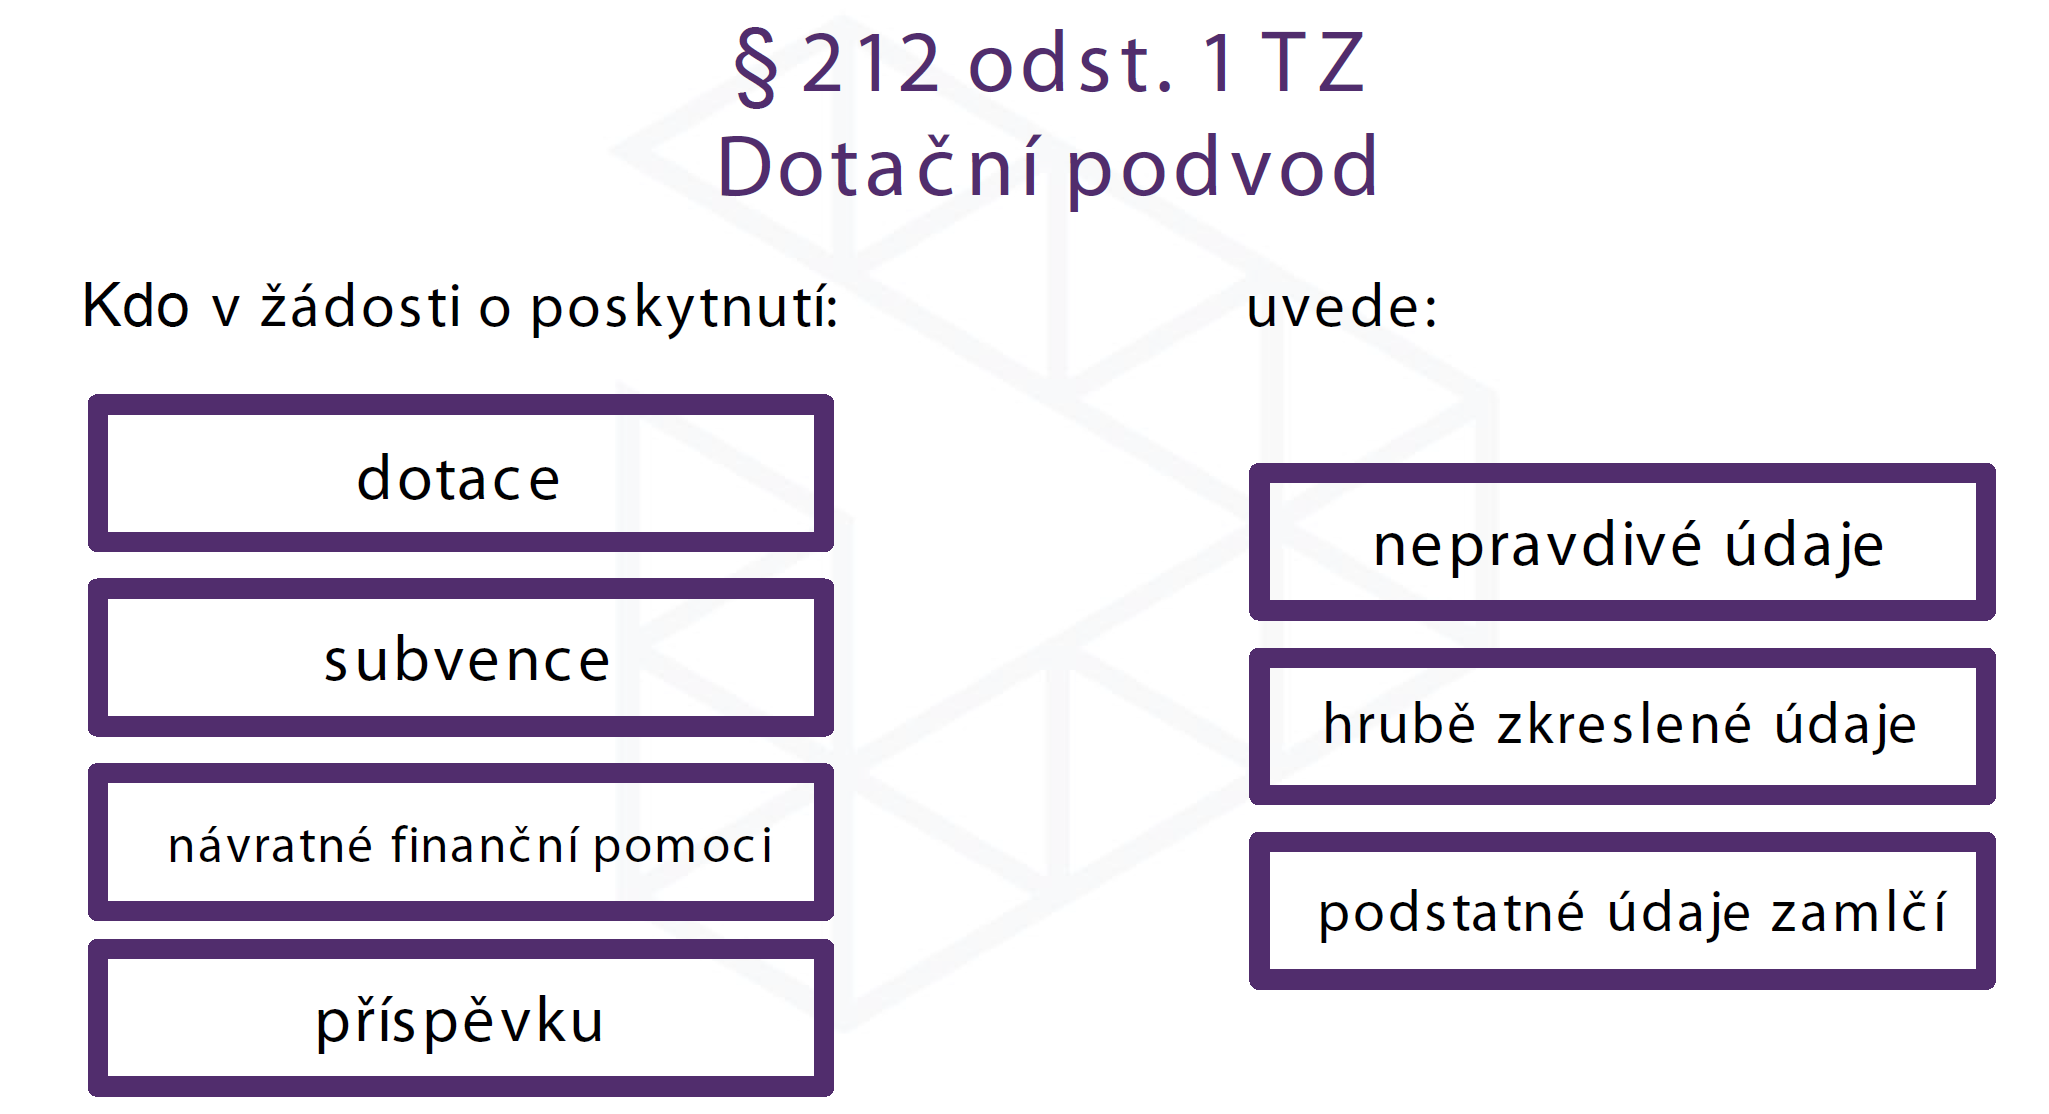 § 212 odst. 1 TZ
Dotační podvod
Kdo v žádosti o poskytnutí:
dotace
subvence
návratné finanční pomoci
příspěvku
uvede:
nepravdivé údaje
hrubě zkreslené údaje
podstatné údaje zamlčí